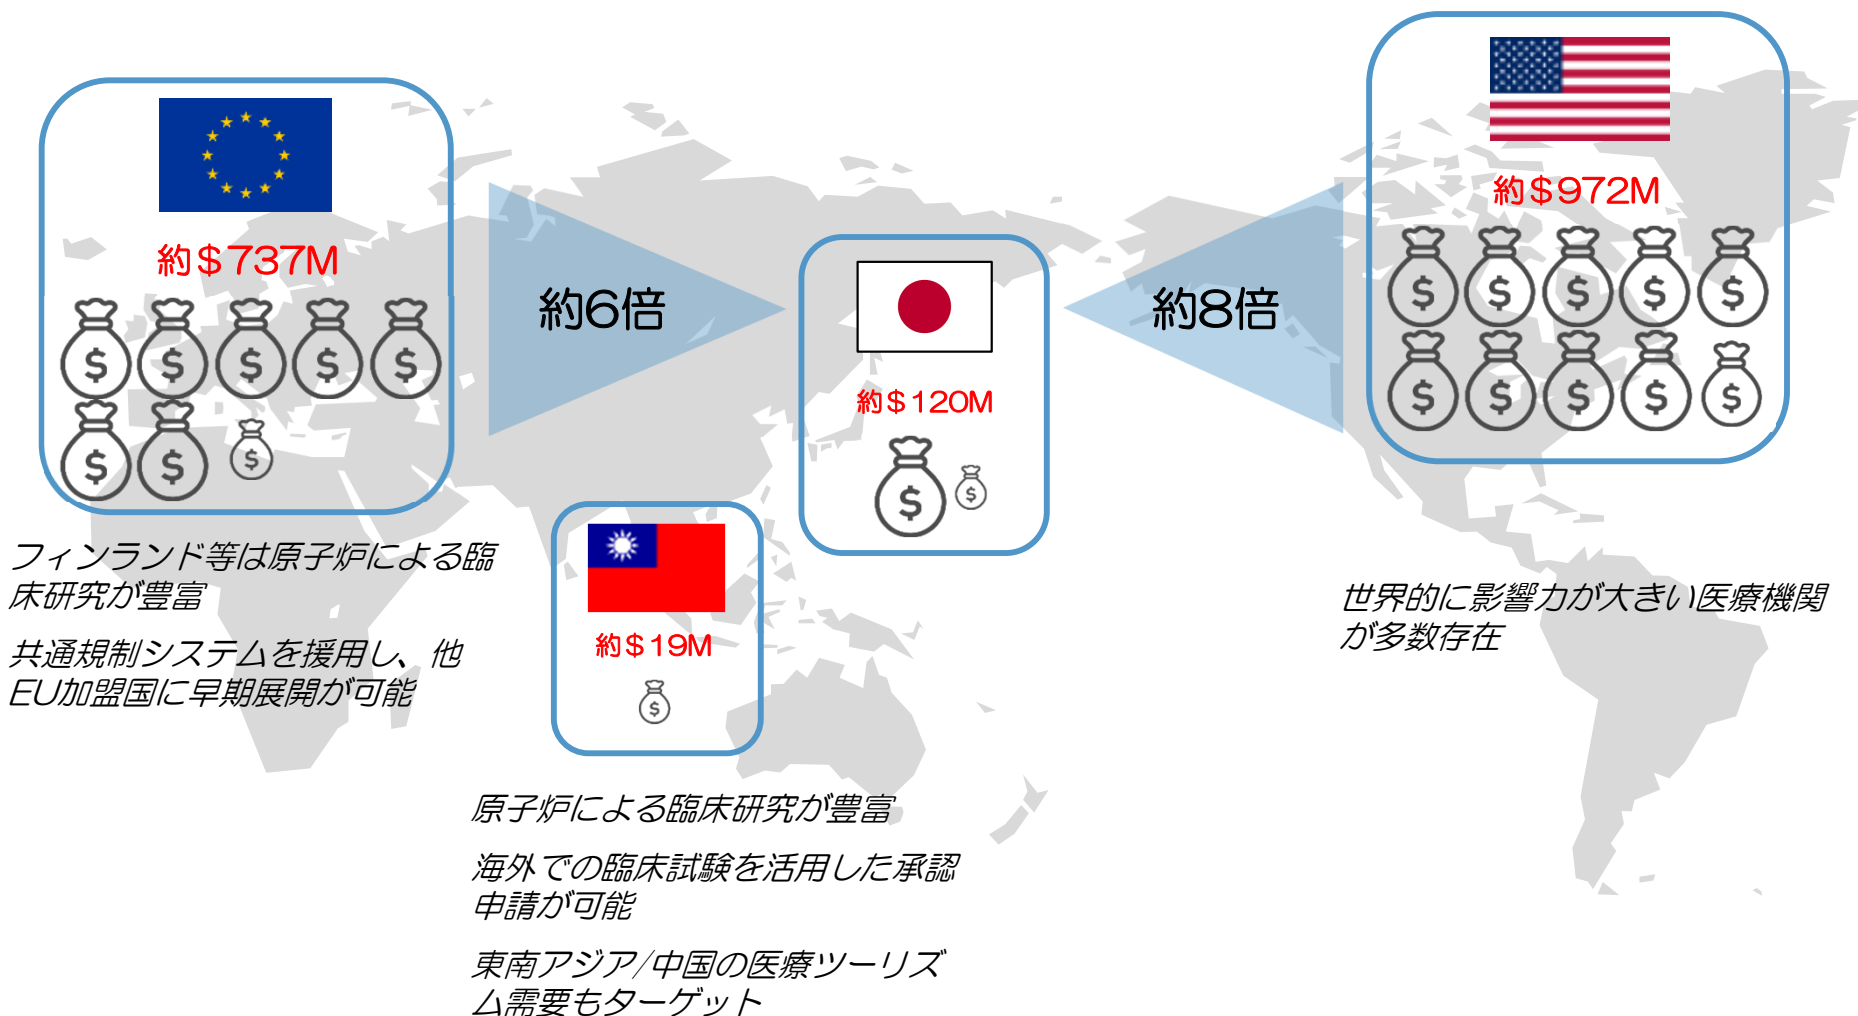 約$737M
フィンランド等は原子炉による臨
床研究が豊富
共通規制システムを援用し、他
EU加盟国に早期展開が可能
約6倍
約$19M
原子炉による臨床研究が豊富
海外での臨床試験を活用した承認
申請が可能
東南アジア/中国の医療ツーリズ
ム需要もターゲット
約$120M
約8倍
約$972M
世界的に影響力が大きい医療機関
が多数存在